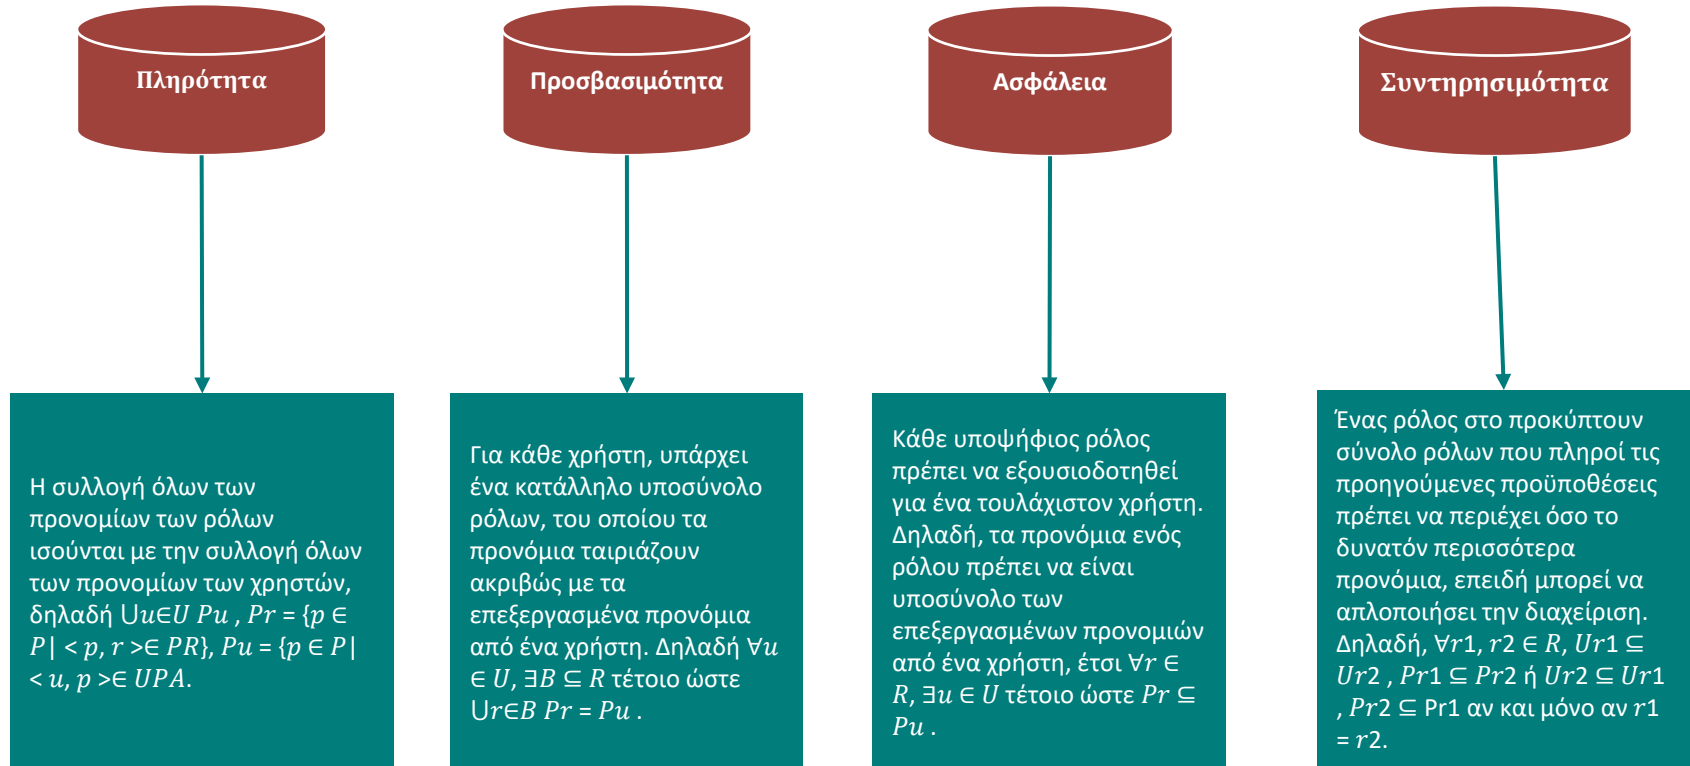 Πληρότητα
Προσβασιμότητα
Ασφάλεια
Συντηρησιμότητα
Η συλλογή όλων των
προνομίων των ρόλων
ισούνται με την συλλογή όλων
των προνομίων των χρηστών,
δηλαδή ⋃𝑢∈𝑈 𝑃𝑢 , 𝑃𝑟 = {𝑝 ∈
𝑃| < 𝑝, 𝑟 >∈ 𝑃𝑅}, 𝑃𝑢 = {𝑝 ∈ 𝑃|
< 𝑢, 𝑝 >∈ 𝑈𝑃𝐴.
Για κάθε χρήστη, υπάρχει
ένα κατάλληλο υποσύνολο
ρόλων, του οποίου τα
προνόμια ταιριάζουν
ακριβώς με τα
επεξεργασμένα προνόμια
από ένα χρήστη. Δηλαδή ∀𝑢
∈ 𝑈, ∃𝐵 ⊆ 𝑅 τέτοιο ώστε
⋃𝑟∈𝐵 𝑃𝑟 = 𝑃𝑢 .
Κάθε υποψήφιος ρόλος
πρέπει να εξουσιοδοτηθεί
για ένα τουλάχιστον χρήστη.
Δηλαδή, τα προνόμια ενός
ρόλου πρέπει να είναι
υποσύνολο των
επεξεργασμένων προνομιών
από ένα χρήστη, έτσι ∀𝑟 ∈
𝑅, ∃𝑢 ∈ 𝑈 τέτοιο ώστε 𝑃𝑟 ⊆
𝑃𝑢 .
Ένας ρόλος στο προκύπτουν
σύνολο ρόλων που πληροί τις
προηγούμενες προϋποθέσεις
πρέπει να περιέχει όσο το
δυνατόν περισσότερα
προνόμια, επειδή μπορεί να
απλοποιήσει την διαχείριση.
Δηλαδή, ∀𝑟1, 𝑟2 ∈ 𝑅, 𝑈𝑟1 ⊆
𝑈𝑟2 , 𝑃𝑟1 ⊆ 𝑃𝑟2 ή 𝑈𝑟2 ⊆ 𝑈𝑟1
, 𝑃𝑟2 ⊆ Pr1 αν και μόνο αν 𝑟1
= 𝑟2.